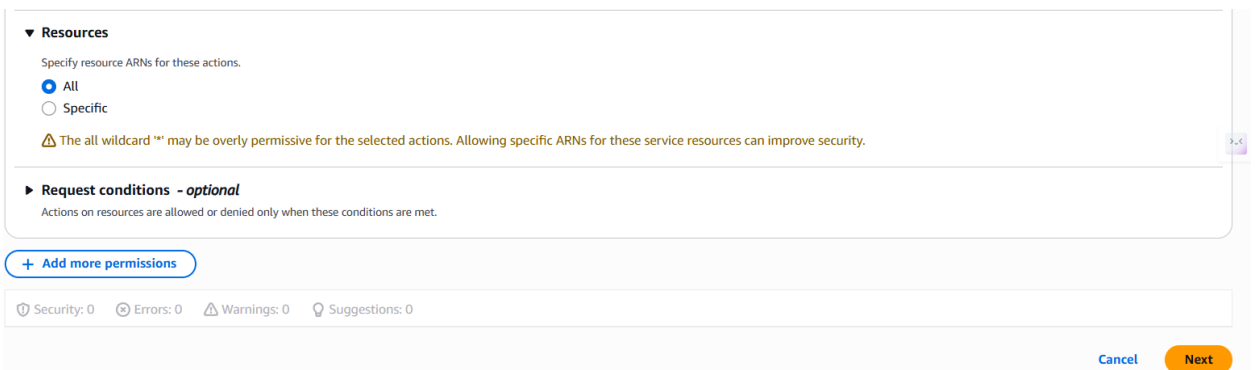 Resources
Specify resource ARNs for these actions.
All
Specific
The all wildcard '*' may be overly permissive for the selected actions. Allowing specific ARNs for these service resources can improve security.
Request conditions - optional
Actions on resources are allowed or denied only when these conditions are met.
+ Add more permissions
Security: 0 Errors: 0 Warnings: 0 Suggestions: 0
Cancel Next